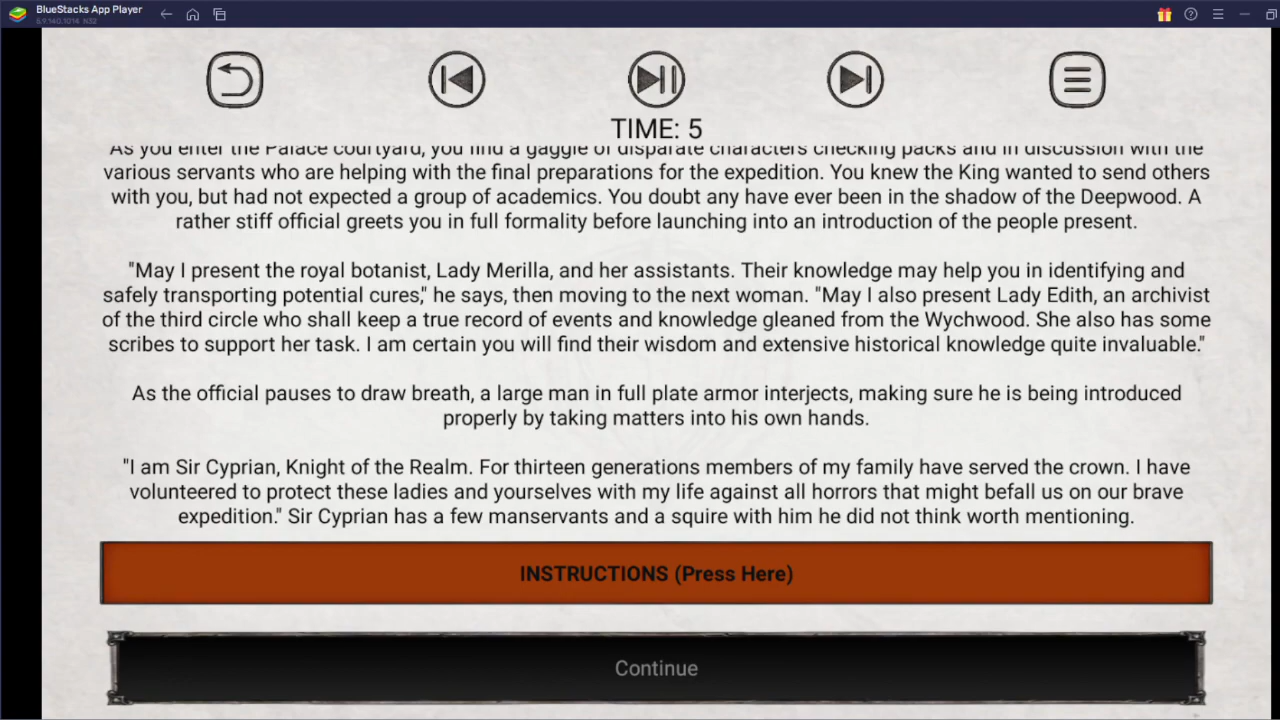 BlueStacks App Player
5.9.140.1014 N32
TIME: 5
As you enter the Palace courtyard, you find a gaggle of disparate characters checking packs and in discussion with the
various servants who are helping with the final preparations for the expedition. You knew the King wanted to send others
with you, but had not expected a group of academics. You doubt any have ever been in the shadow of the Deepwood. A
rather stiff official greets you in full formality before launching into an introduction of the people present.
"May I present the royal botanist, Lady Merilla, and her assistants. Their knowledge may help you in identifying and
safely transporting potential cures," he says, then moving to the next woman. "May I also present Lady Edith, an archivist
of the third circle who shall keep a true record of events and knowledge gleaned from the Wychwood. She also has some
scribes to support her task. I am certain you will find their wisdom and extensive historical knowledge quite invaluable."
As the official pauses to draw breath, a large man in full plate armor interjects, making sure he is being introduced
properly by taking matters into his own hands.
"I am Sir Cyprian, Knight of the Realm. For thirteen generations members of my family have served the crown. I have
volunteered to protect these ladies and yourselves with my life against all horrors that might befall us on our brave
expedition." Sir Cyprian has a few manservants and a squire with him he did not think worth mentioning.
INSTRUCTIONS (Press Here)
Continue